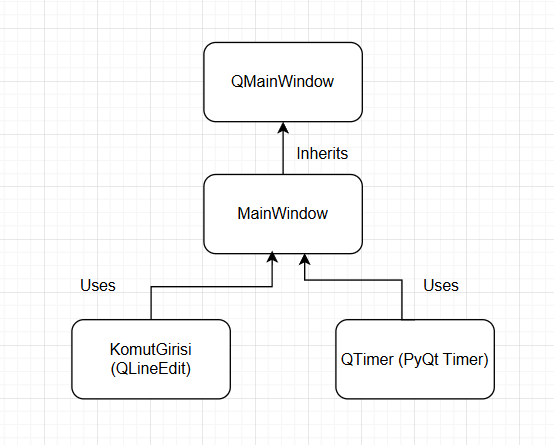 QMainWindow
Inherits
MainWindow
Uses
Uses
KomutGirisi
(QLineEdit)
QTimer (PyQt Timer)